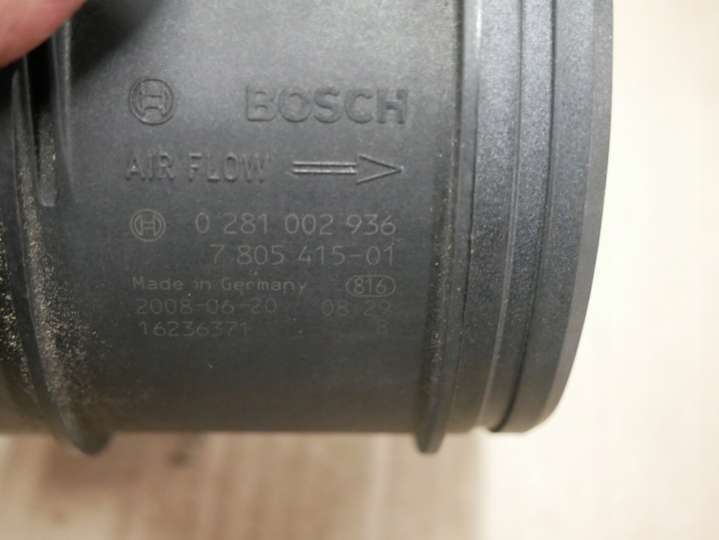 BOSCH
AIR FLOW
0 281 002 936
7.805 415-01
Made in Germany 816
2008-06-20 08:29
16236371 B